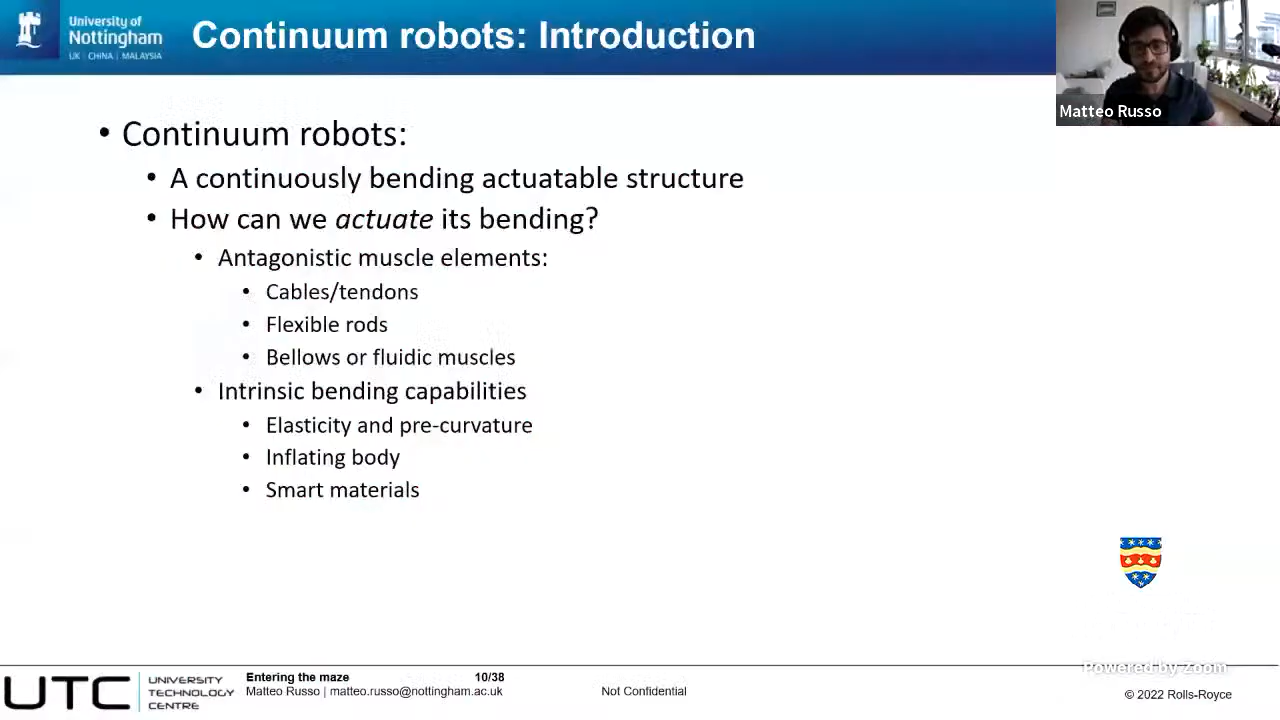 University of
Nottingham
UK | CHINA | MALAYSIA
Continuum robots: Introduction
Matteo Russo
• Continuum robots:
• A continuously bending actuatable structure
• How can we actuate its bending?
• Antagonistic muscle elements:
• Cables/tendons
• Flexible rods
• Bellows or fluidic muscles
• Intrinsic bending capabilities
• Elasticity and pre-curvature
• Inflating body
• Smart materials
Powered by Zoom
UTC
UNIVERSITY
TECHNOLOGY
CENTRE
Entering the maze 10/38
Matteo Russo | matteo.russo@nottingham.ac.uk
Not Confidential
© 2022 Rolls-Royce